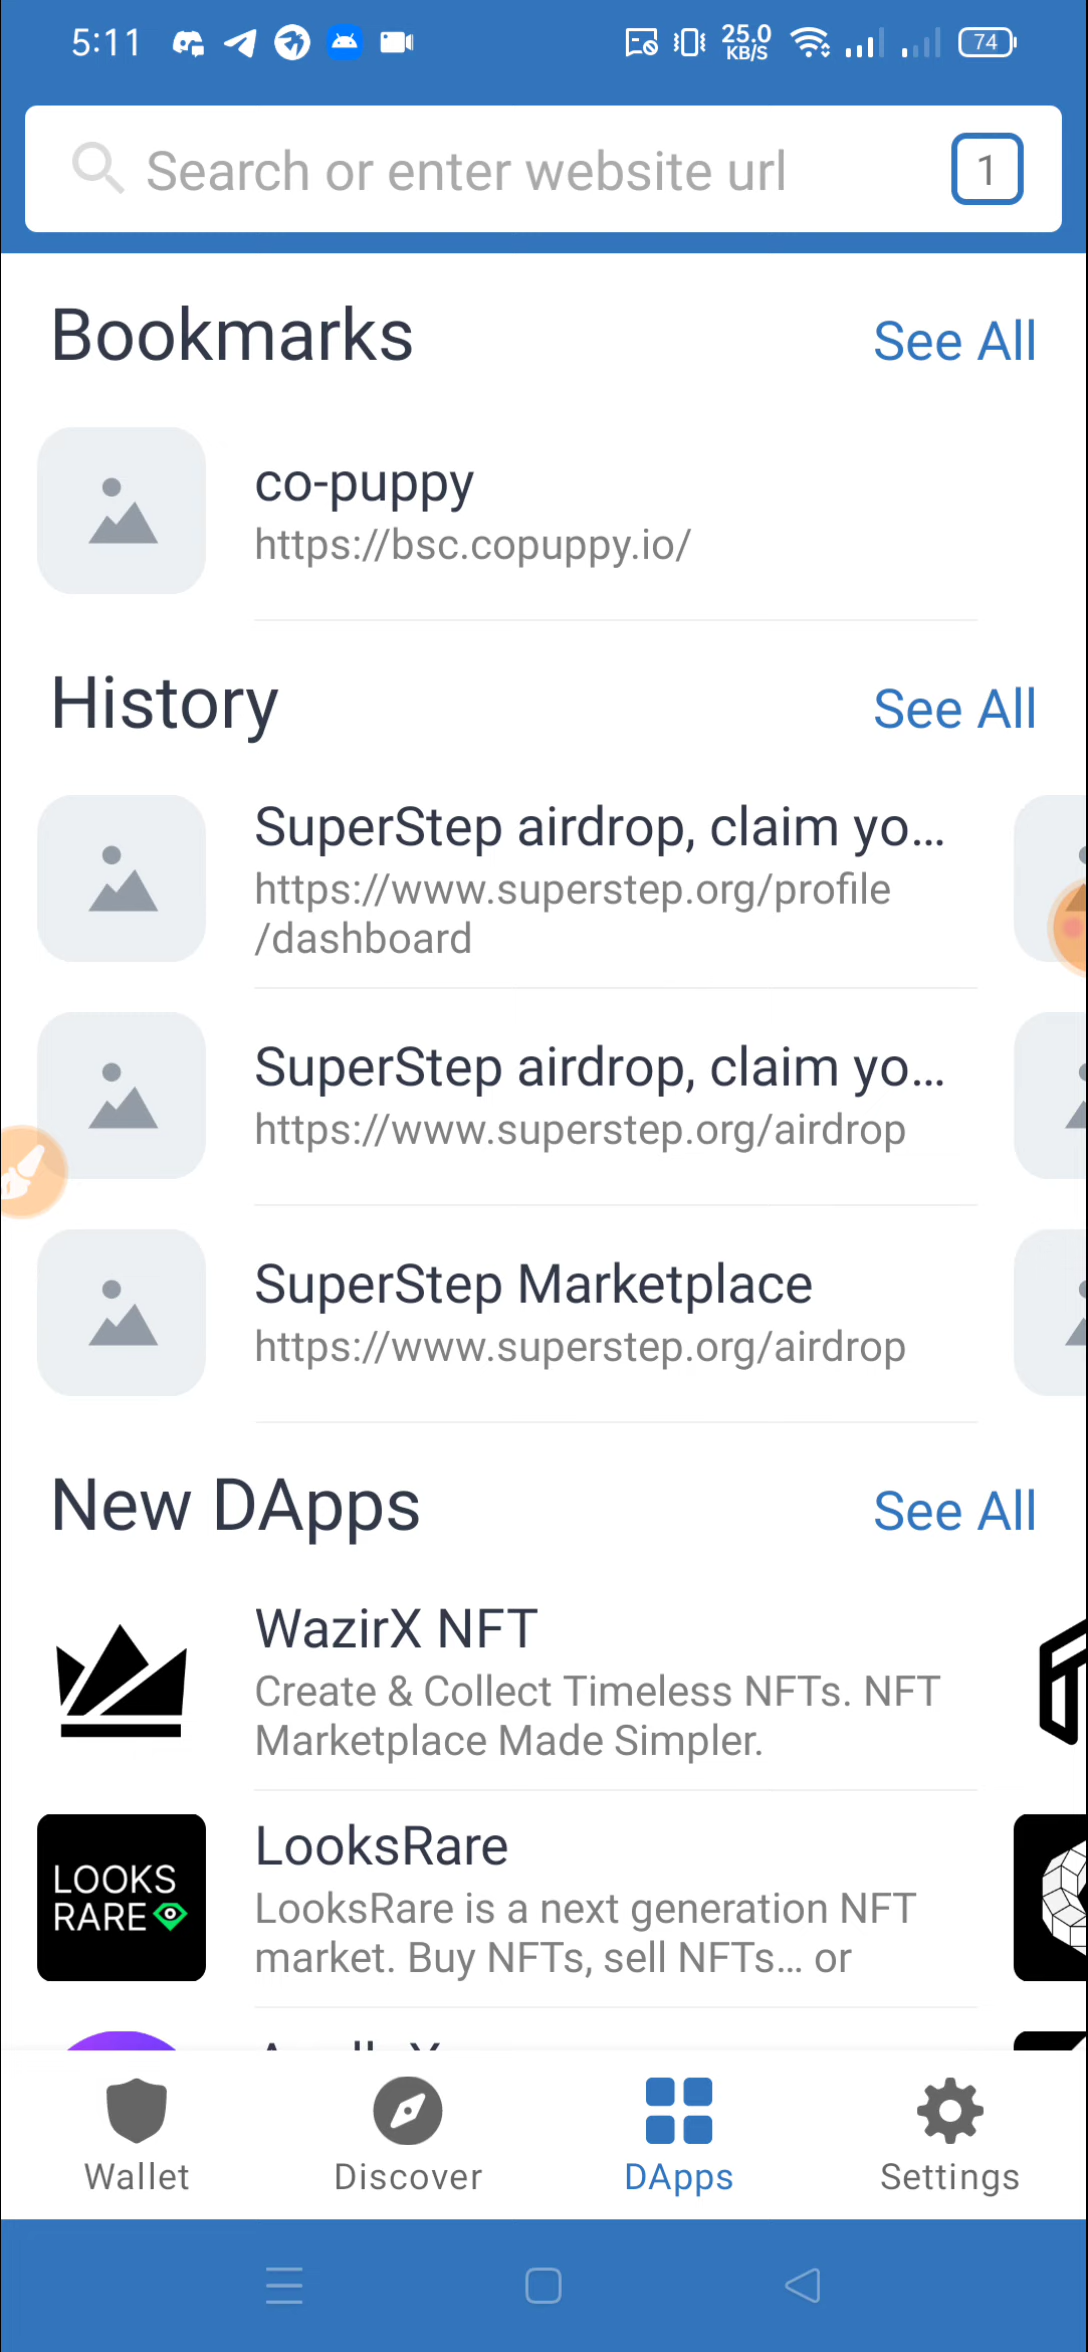 5:11
25.0
KB/S
74
Search or enter website url
1
Bookmarks
See All
co-puppy
https://bsc.copuppy.io/
History
See All
SuperStep airdrop, claim yo...
https://www.superstep.org/profile
/dashboard
SuperStep airdrop, claim yo...
https://www.superstep.org/airdrop
SuperStep Marketplace
https://www.superstep.org/airdrop
New DApps
See All
WazirX NFT
Create & Collect Timeless NFTs. NFT
Marketplace Made Simpler.
LOOKS
RARE
LooksRare
LooksRare is a next generation NFT
market. Buy NFTs, sell NFTs... or
Wallet
Discover
DApps
Settings